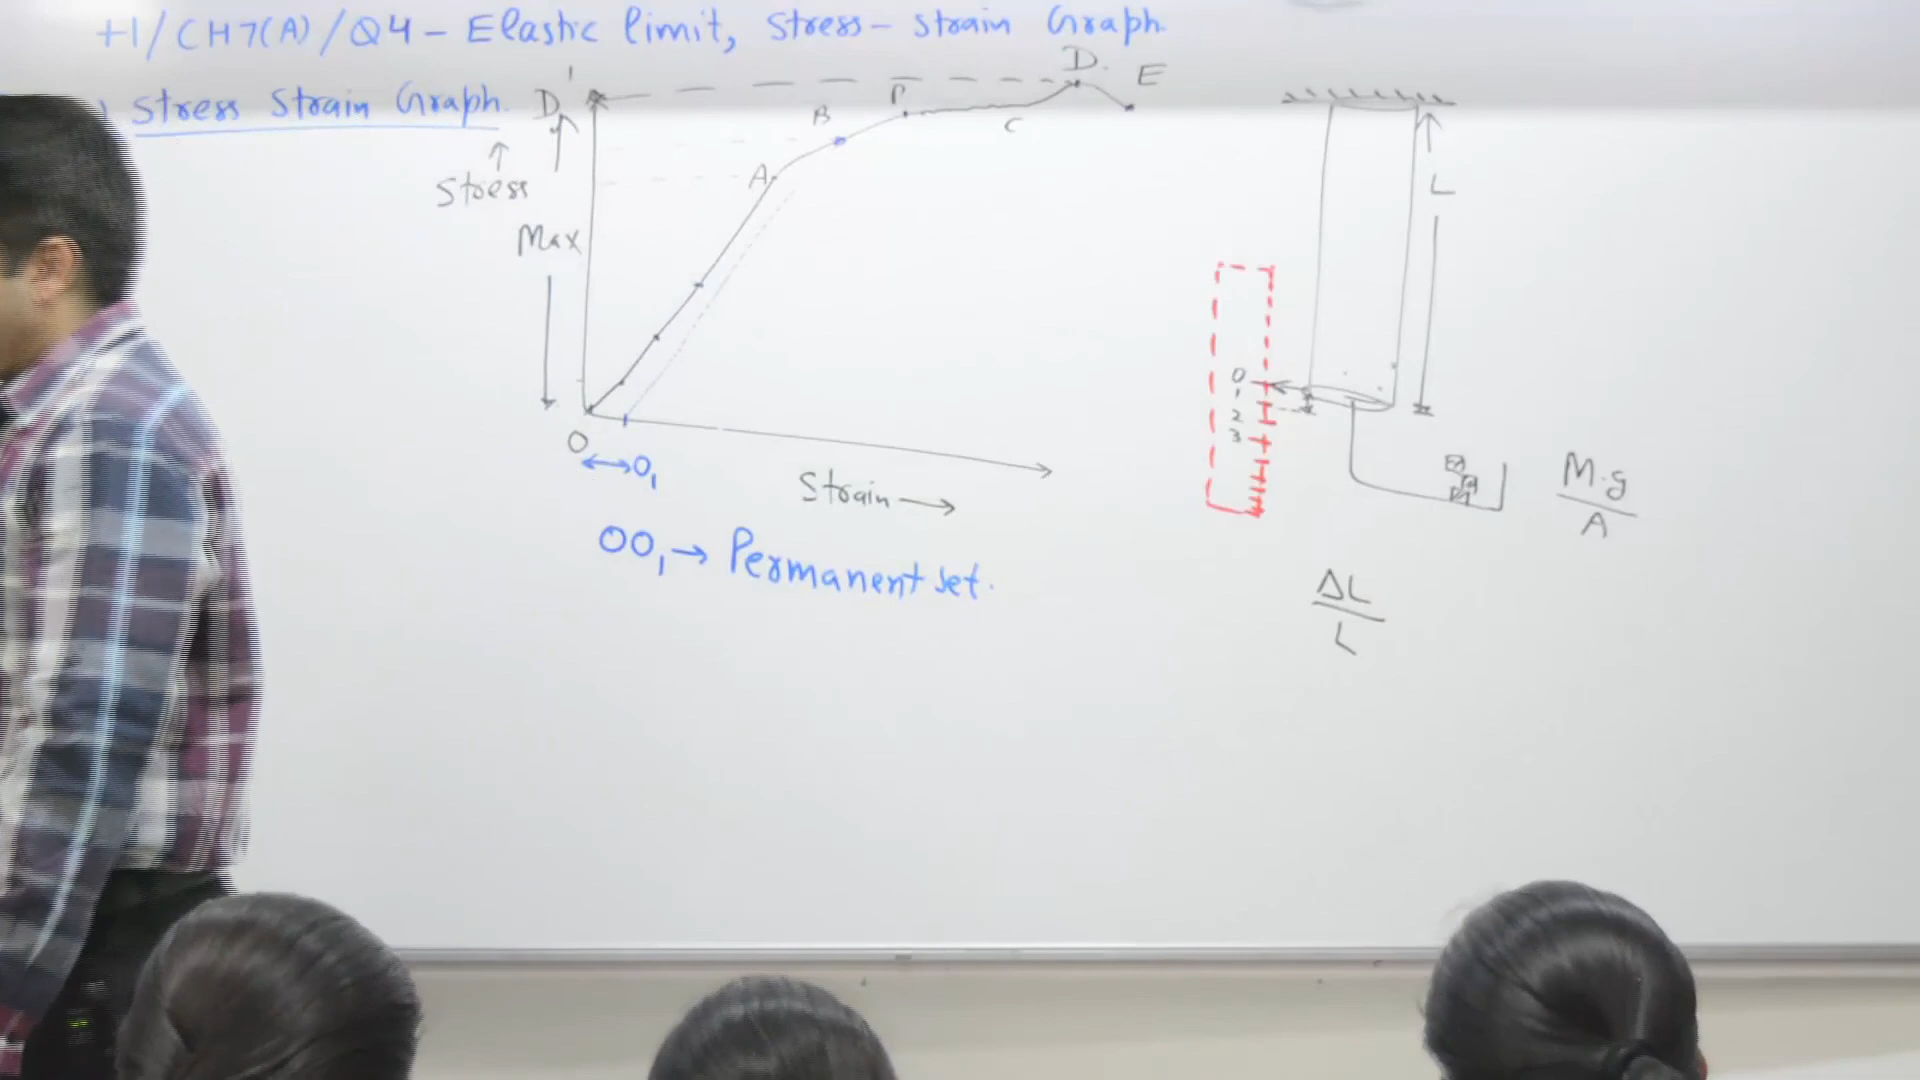 +1/CH7(A)/Q4 - Elastic limit, Stress - Strain Graph.
Stress Strain Graph.
D'
D.
E
P
B
C
A
↑
Stress
Max
O
O₁
Strain →
OO₁ → Permanent set.
L
0
1
2
3
M.g
A
ΔL
L